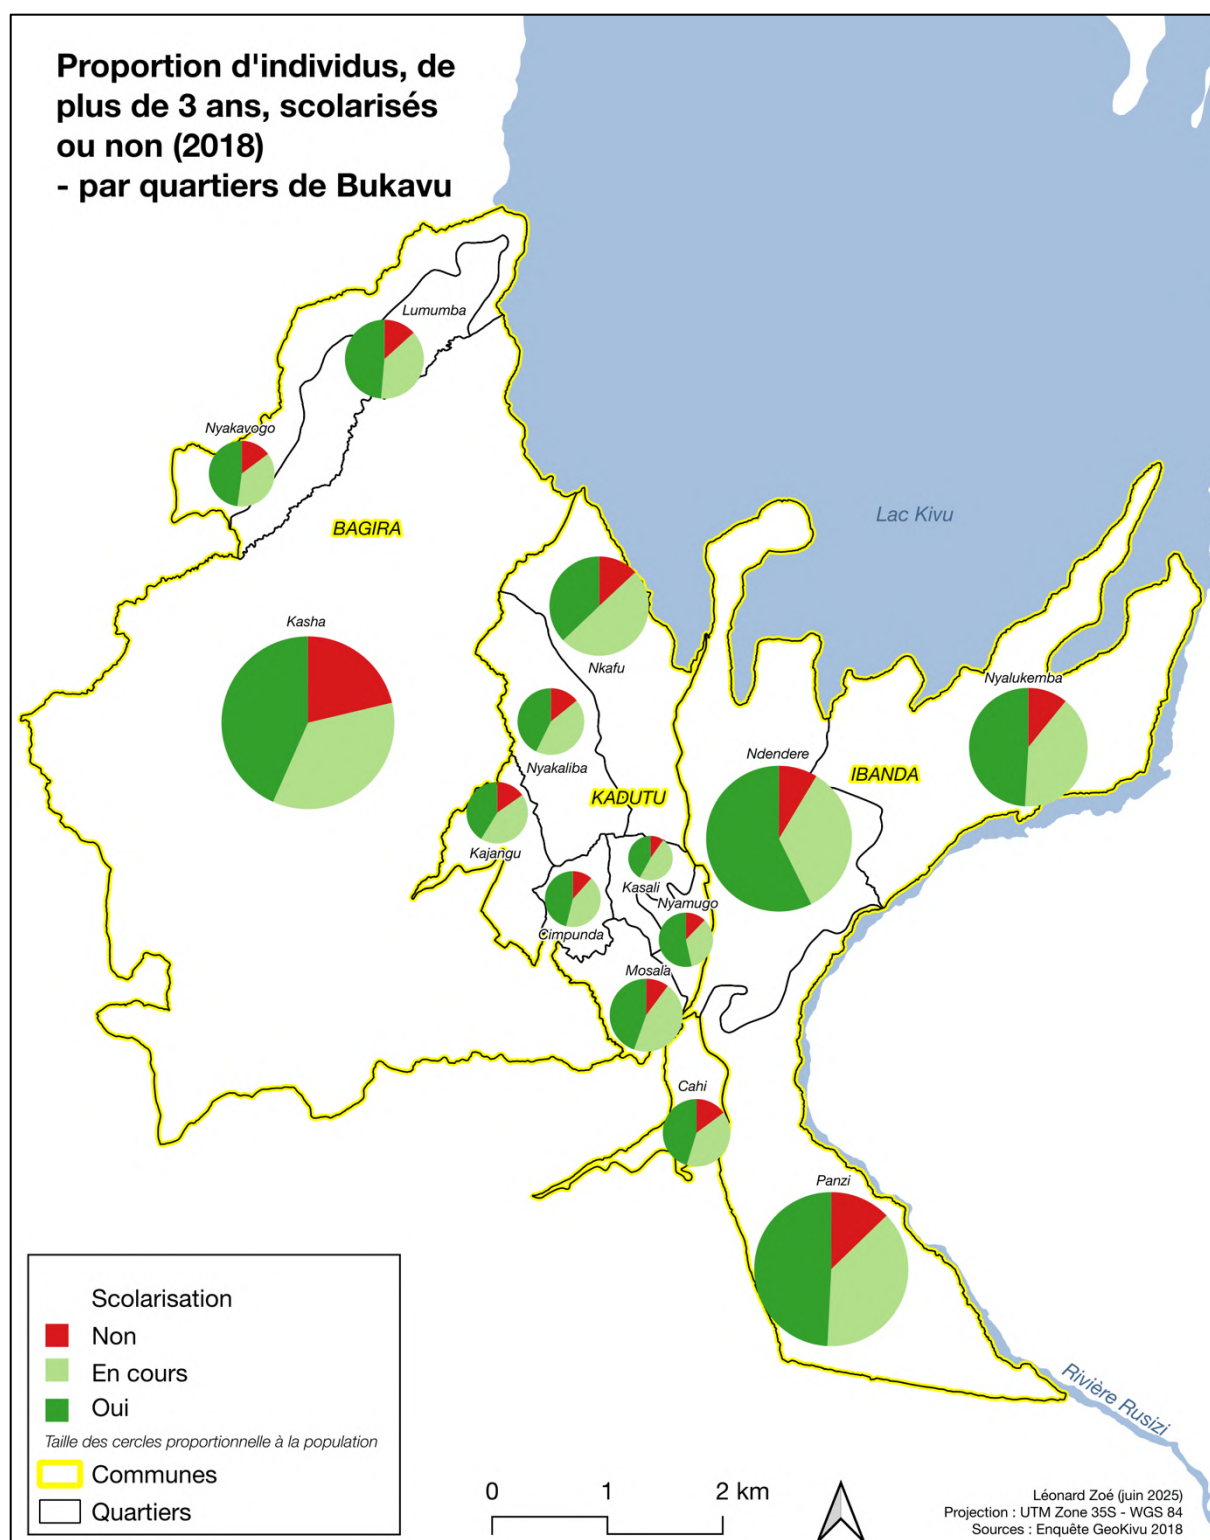 Proportion d'individus, de
plus de 3 ans, scolarisés
ou non (2018)
- par quartiers de Bukavu
Lumumba
Nyakavogo
BAGIRA
Lac Kivu
Kasha
Nkafu
Nyalukemba
Nyakaliba
Ndendere
IBANDA
KADUTU
Kajangu
Kasali
Nyamugo
Cimpunda
Mosala
Cahi
Panzi
Rivière Rusizi
Scolarisation
Non
En cours
Oui
Taille des cercles proportionnelle à la population
Communes
Quartiers
0 1 2 km
Léonard Zoé (juin 2025)
Projection : UTM Zone 35S - WGS 84
Sources : Enquête GeoKivu 2018